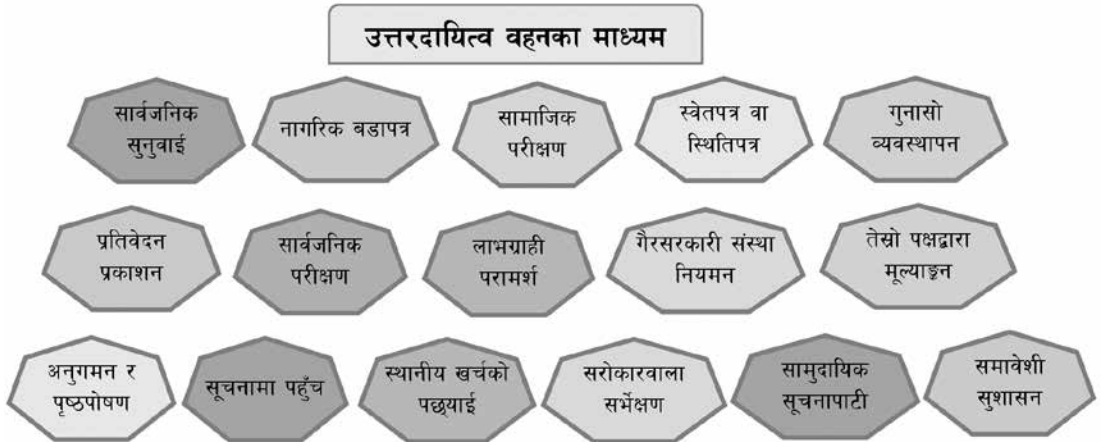 उत्तरदायित्व वहनका माध्यम
सार्वजनिक
सुनुवाई
नागरिक बडापत्र
सामाजिक
परीक्षण
स्वेतपत्र वा
स्थितिपत्र
गुनासो
व्यवस्थापन
प्रतिवेदन
प्रकाशन
सार्वजनिक
परीक्षण
लाभग्राही
परामर्श
गैरसरकारी संस्था
नियमन
तेस्रो पक्षद्वारा
मूल्याङ्कन
अनुगमन र
पृष्ठपोषण
सूचनामा पहुँच
स्थानीय खर्चको
पछ्याई
सरोकारवाला
सर्भेक्षण
सामुदायिक
सूचनापाटी
समावेशी
सुशासन